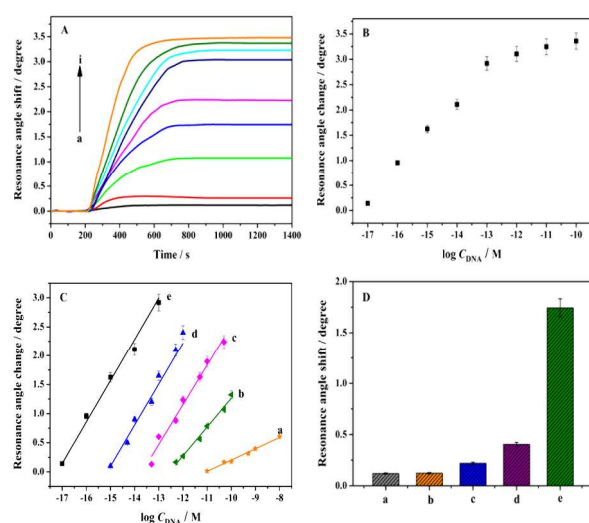 A
Resonance angle shift / degree
3.5
3.0
2.5
2.0
1.5
1.0
0.5
0.0
i
a
0 200 400 600 800 1000 1200 1400
Time / s
B
Resonance angle change / degree
3.5
3.0
2.5
2.0
1.5
1.0
0.5
0.0
-17 -16 -15 -14 -13 -12 -11 -10
log CDNA / M
C
Resonance angle change / degree
3.0
2.5
2.0
1.5
1.0
0.5
0.0
e
d
c
b
a
-17 -16 -15 -14 -13 -12 -11 -10 -9 -8
log CDNA / M
D
Resonance angle shift / degree
2.0
1.5
1.0
0.5
0.0
a b c d e